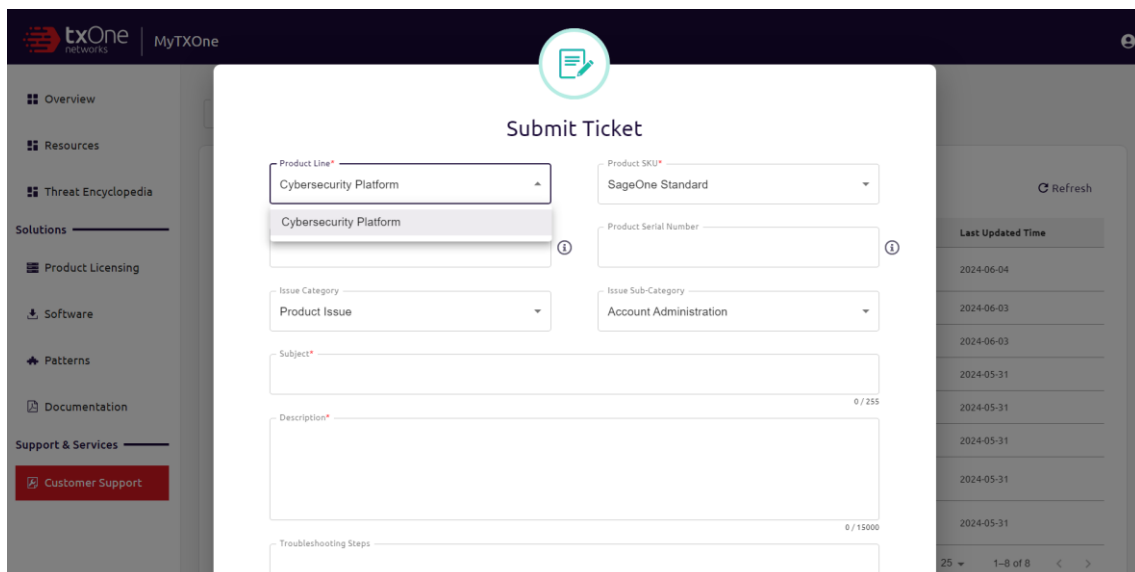 txOne
networks
MyTXOne
Overview
Resources
Threat Encyclopedia
Solutions
Product Licensing
Software
Patterns
Documentation
Support & Services
Customer Support
Submit Ticket
Product Line*
Cybersecurity Platform
Cybersecurity Platform
Product SKU*
SageOne Standard
Product Serial Number
Issue Category
Product Issue
Issue Sub-Category
Account Administration
Subject*
0 / 255
Description*
0 / 15000
Troubleshooting Steps
Refresh
Last Updated Time
2024-06-04
2024-06-03
2024-06-03
2024-05-31
2024-05-31
2024-05-31
2024-05-31
2024-05-31
25
1–8 of 8